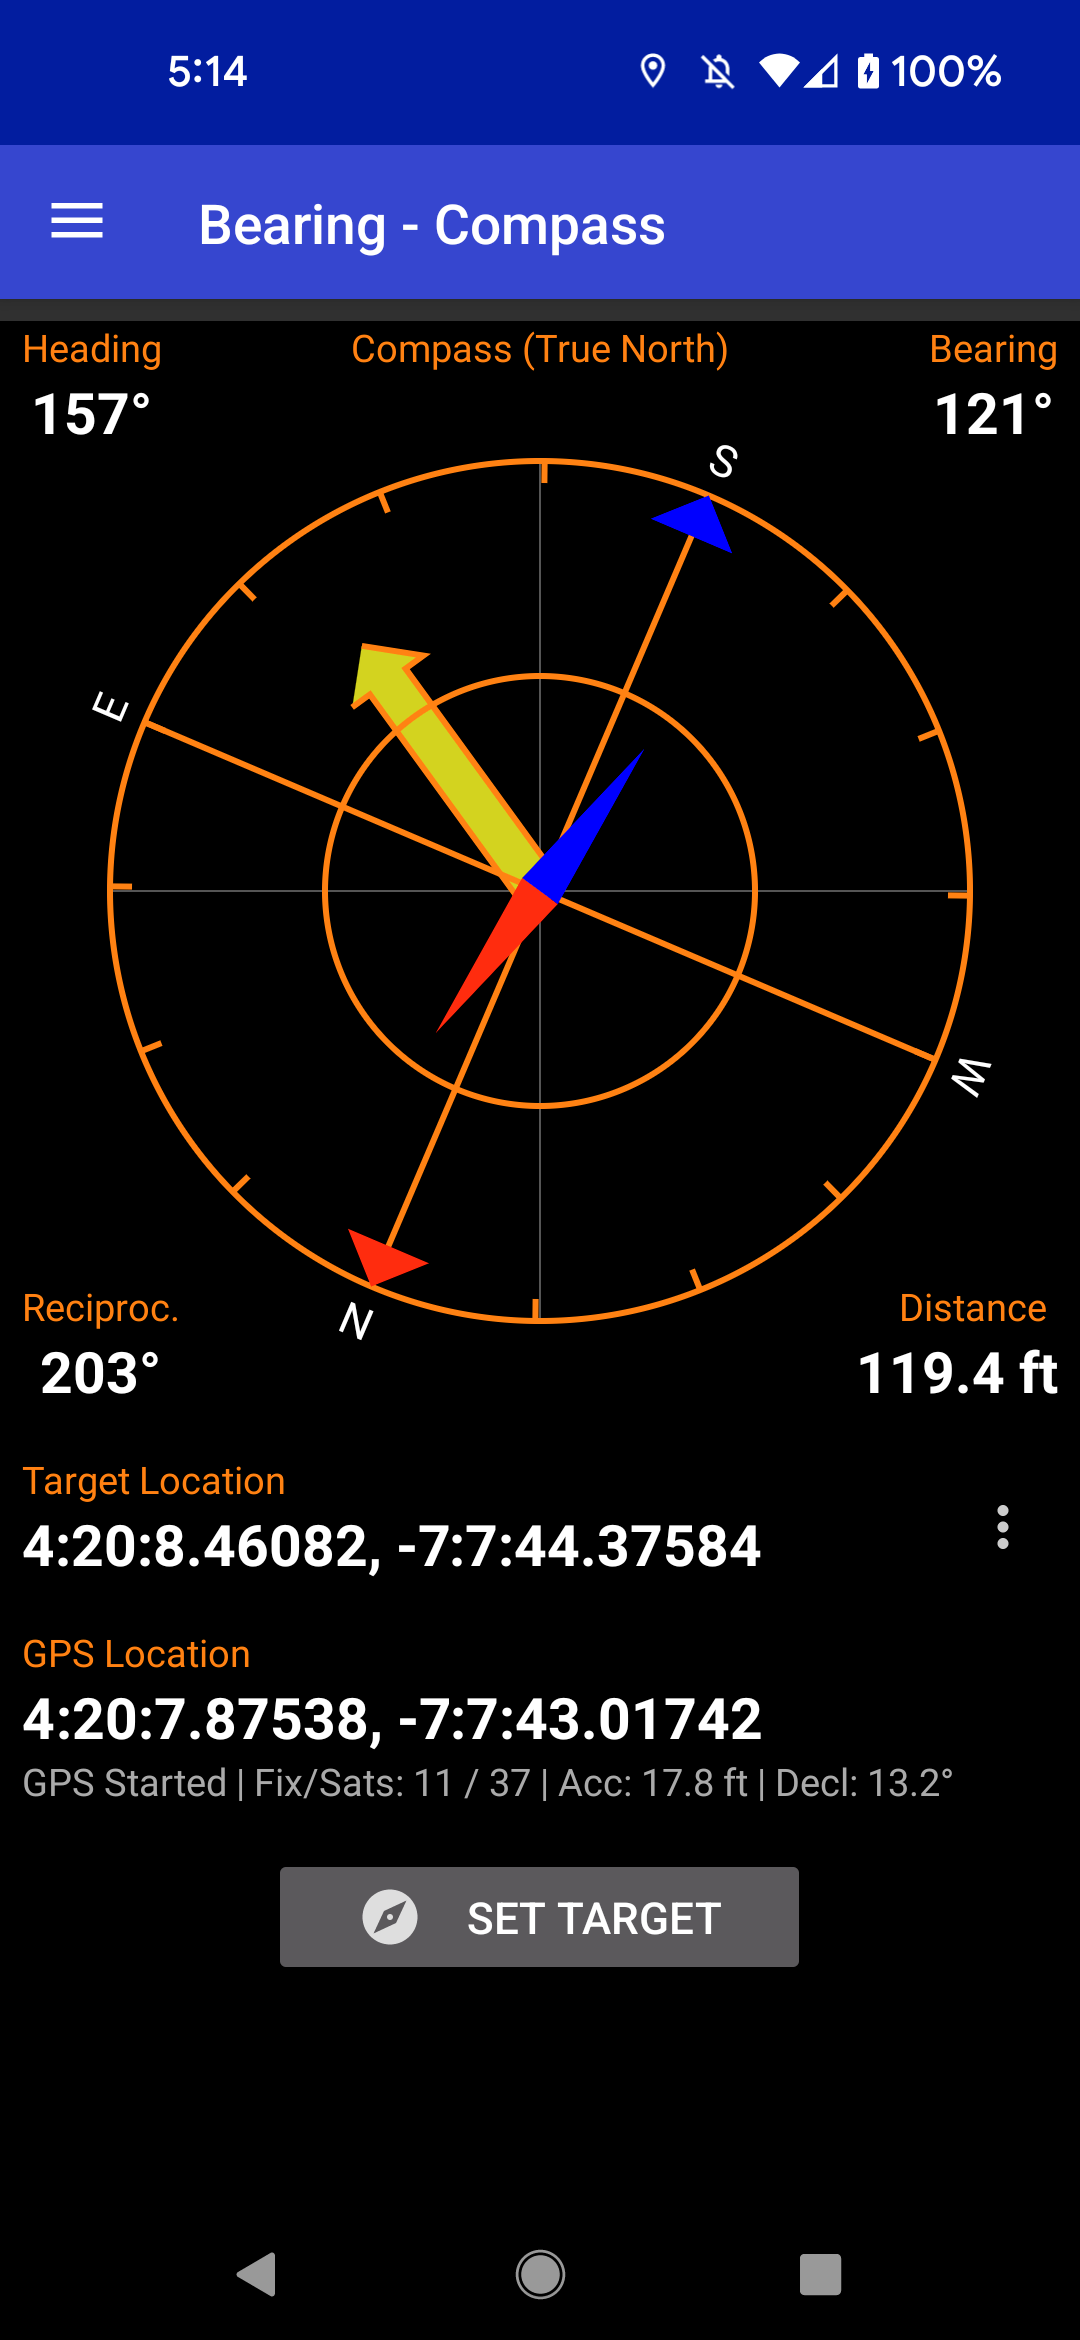 5:14 100%
Bearing - Compass
Heading Compass (True North) Bearing
157° 121°
S
E
W
N
Reciproc. Distance
203° 119.4 ft
Target Location
4:20:8.46082, -7:7:44.37584
GPS Location
4:20:7.87538, -7:7:43.01742
GPS Started | Fix/Sats: 11 / 37 | Acc: 17.8 ft | Decl: 13.2°
SET TARGET